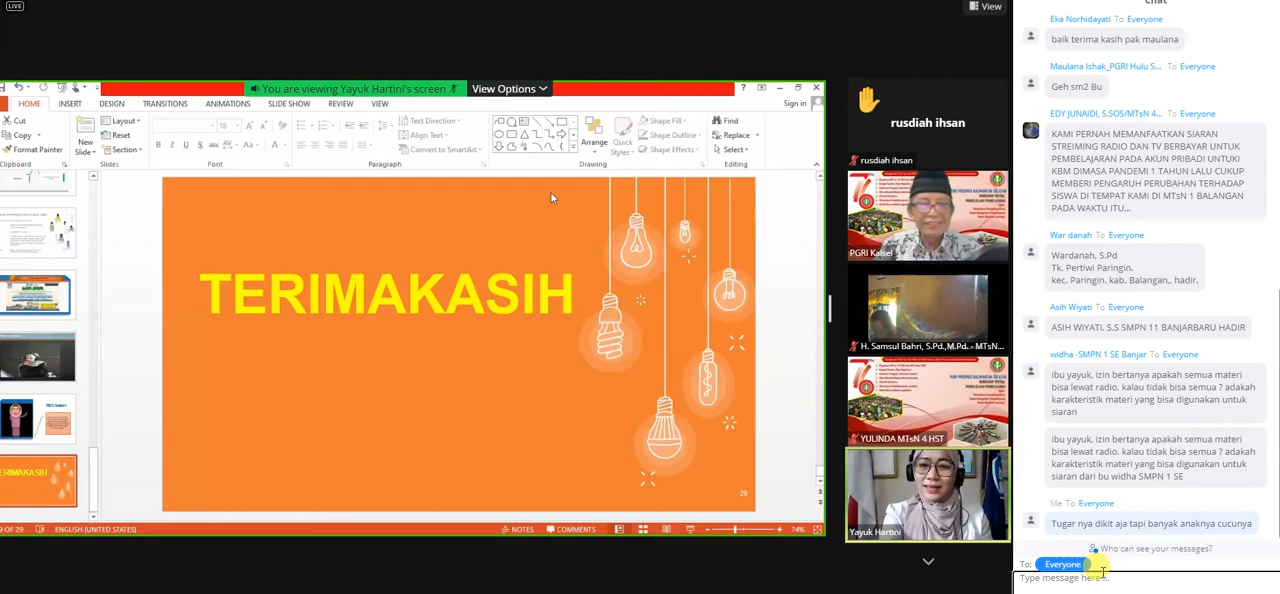 LIVE
View
You are viewing Yayuk Hartini's screen
View Options
Sign in
HOME
INSERT
DESIGN
TRANSITIONS
ANIMATIONS
SLIDE SHOW
REVIEW
VIEW
Cut
Copy
Format Painter
Clipboard
New
Slide
Layout
Reset
Section
Slides
18
Font
Text Direction
Align Text
Convert to SmartArt
Paragraph
Arrange
Quick
Styles
Shape Fill
Shape Outline
Shape Effects
Drawing
Find
Replace
Select
Editing
TERIMAKASIH
29
TERIMAKASIH
OF 29
ENGLISH (UNITED STATES)
NOTES
COMMENTS
74%
rusdiah ihsan
rusdiah ihsan
PGRI Kalsel
H. Samsul Bahri, S.Pd.,M.Pd.- MTsN...
YULINDA MTsN 4 HST
Yayuk Hartini
Chat
Eka Norhidayati To Everyone
baik terima kasih pak maulana
Maulana Ishak_PGRI Hulu S... To Everyone
Geh sm2 Bu
EDY JUNAIDI, S.SOS/MTsN 4... To Everyone
KAMI PERNAH MEMANFAATKAN SIARAN
STREIMING RADIO DAN TV BERBAYAR UNTUK
PEMBELAJARAN PADA AKUN PRIBADI UNTUKI
KBM DIMASA PANDEMI 1 TAHUN LALU CUKUP
MEMBERI PENGARUH PERUBAHAN TERHADAP
SISWA DI TEMPAT KAMI DI MTsN 1 BALANGAN
PADA WAKTU ITU...
War danah To Everyone
Wardanah, S.Pd
Tk. Pertiwi Paringin.
kec. Paringin. kab. Balangan,, hadir.
Asih Wiyati To Everyone
ASIH WIYATI, S.S SMPN 11 BANJARBARU HADIR
widha -SMPN 1 SE Banjar To Everyone
ibu yayuk, izin bertanya apakah semua materi
bisa lewat radio. kalau tidak bisa semua ? adakah
karakteristik materi yang bisa digunakan untuk
siaran
ibu yayuk, izin bertanya apakah semua materi
bisa lewat radio. kalau tidak bisa semua ? adakah
karakteristik materi yang bisa digunakan untuk
siaran dari bu widha SMPN 1 SE
Me To Everyone
Tugar nya dikit aja tapi banyak anaknya cucunya
Who can see your messages?
To: Everyone
Type message here ...